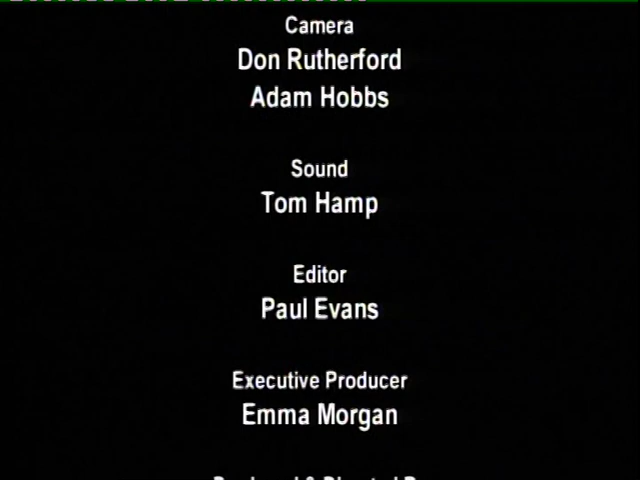 Camera
Don Rutherford
Adam Hobbs
Sound
Tom Hamp
Editor
Paul Evans
Executive Producer
Emma Morgan